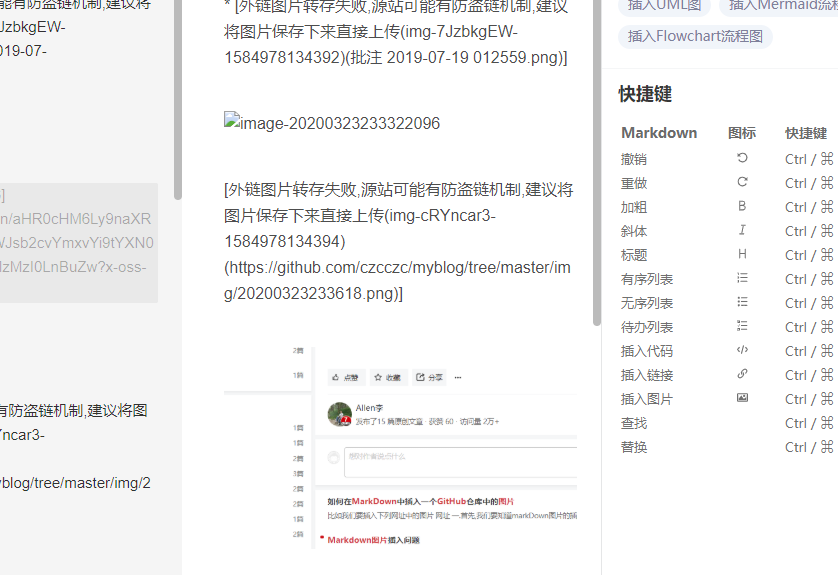 有防盗链机制,建议将
JzbkgEW-
019-07-
]
n/aHR0cHM6Ly9naXR
WJsb2cvYmxvYi9tYXN0
IzMzI0LnBuZw?x-oss-
有防盗链机制,建议将图
Yncar3-
yblog/tree/master/img/2
* [外链图片转存失败,源站可能有防盗链机制,建议
将图片保存下来直接上传(img-7JzbkgEW-
1584978134392)(批注 2019-07-19 012559.png)]
image-20200323233322096
[外链图片转存失败,源站可能有防盗链机制,建议将
图片保存下来直接上传(img-cRYncar3-
1584978134394)
(https://github.com/czcczc/myblog/tree/master/im
g/20200323233618.png)]
2篇
1篇
点赞 收藏 分享 ···
Allen李
发布了15 篇原创文章 · 获赞 60 · 访问量 2万+
1篇
1篇
2篇
想对作者说点什么
3篇
2篇
2篇
如何在MarkDown中插入一个GitHub仓库中的图片
1篇
比如我们要插入下列网址中的图片 网址 一.首先,我们要知道markDown图片的插
1篇
2篇
Markdown图片插入问题
插入UML图 插入Mermaid流程
插入Flowchart流程图
快捷键
Markdown 图标 快捷键
撤销 Ctrl / ⌘
重做 Ctrl / ⌘
加粗 B Ctrl / ⌘
斜体 I Ctrl / ⌘
标题 H Ctrl / ⌘
有序列表 Ctrl / ⌘
无序列表 Ctrl / ⌘
待办列表 Ctrl / ⌘
插入代码 </> Ctrl / ⌘
插入链接 Ctrl / ⌘
插入图片 Ctrl / ⌘
查找 Ctrl / ⌘
替换 Ctrl / ⌘